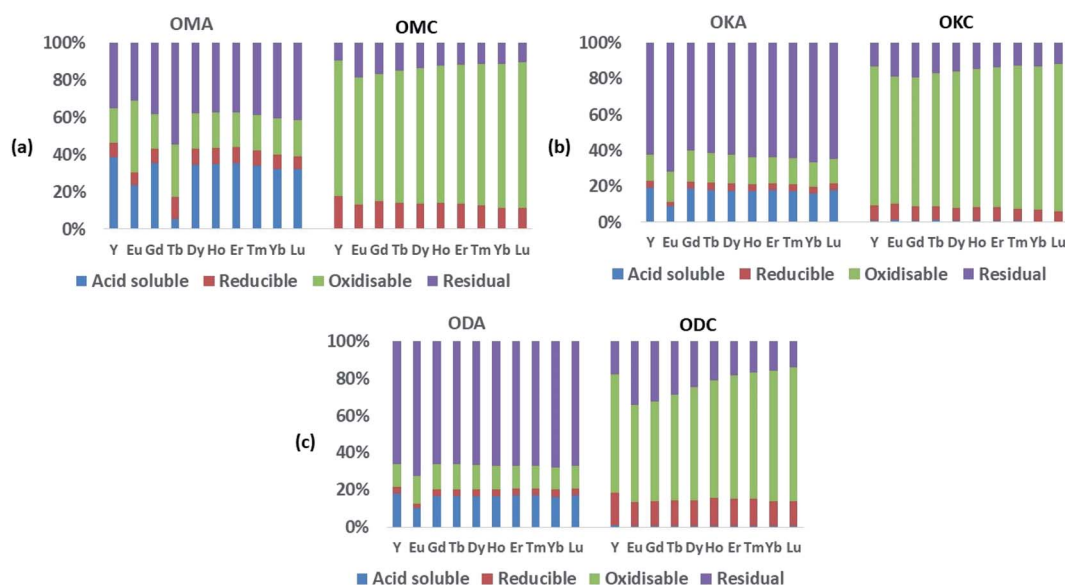 OMA OMC
100%
80%
60%
40%
20%
0%
(a)
Y Eu Gd Tb Dy Ho Er Tm Yb Lu Y Eu Gd Tb Dy Ho Er Tm Yb Lu
Acid soluble Reducible Oxidisable Residual
OKA OKC
100%
80%
60%
40%
20%
0%
(b)
Y Eu Gd Tb Dy Ho Er Tm Yb Lu Y Eu Gd Tb Dy Ho Er Tm Yb Lu
Acid soluble Reducible Oxidisable Residual
ODA ODC
100%
80%
60%
40%
20%
0%
(c)
Y Eu Gd Tb Dy Ho Er Tm Yb Lu Y Eu Gd Tb Dy Ho Er Tm Yb Lu
Acid soluble Reducible Oxidisable Residual